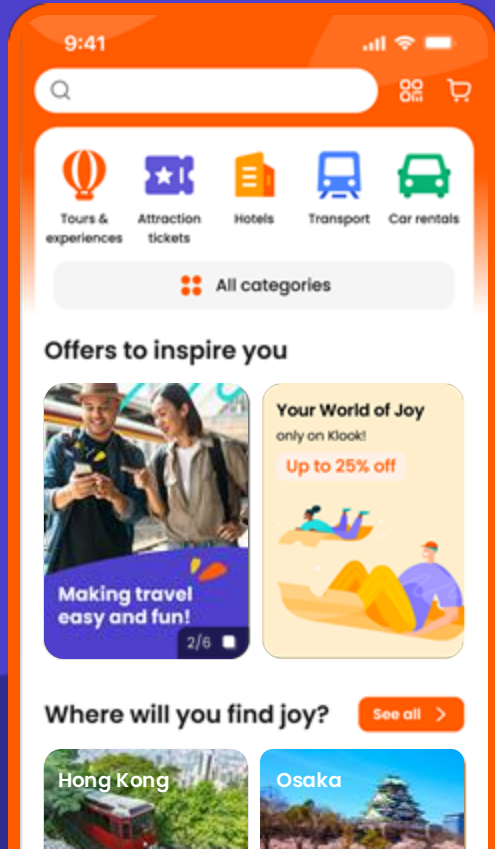 9:41
Tours &
experiences
Attraction
tickets
Hotels
Transport
Car rentals
All categories
Offers to inspire you
Making travel
easy and fun!
2/6
Your World of Joy
only on Klook!
Up to 25% off
Where will you find joy?
See all
Hong Kong
Osaka